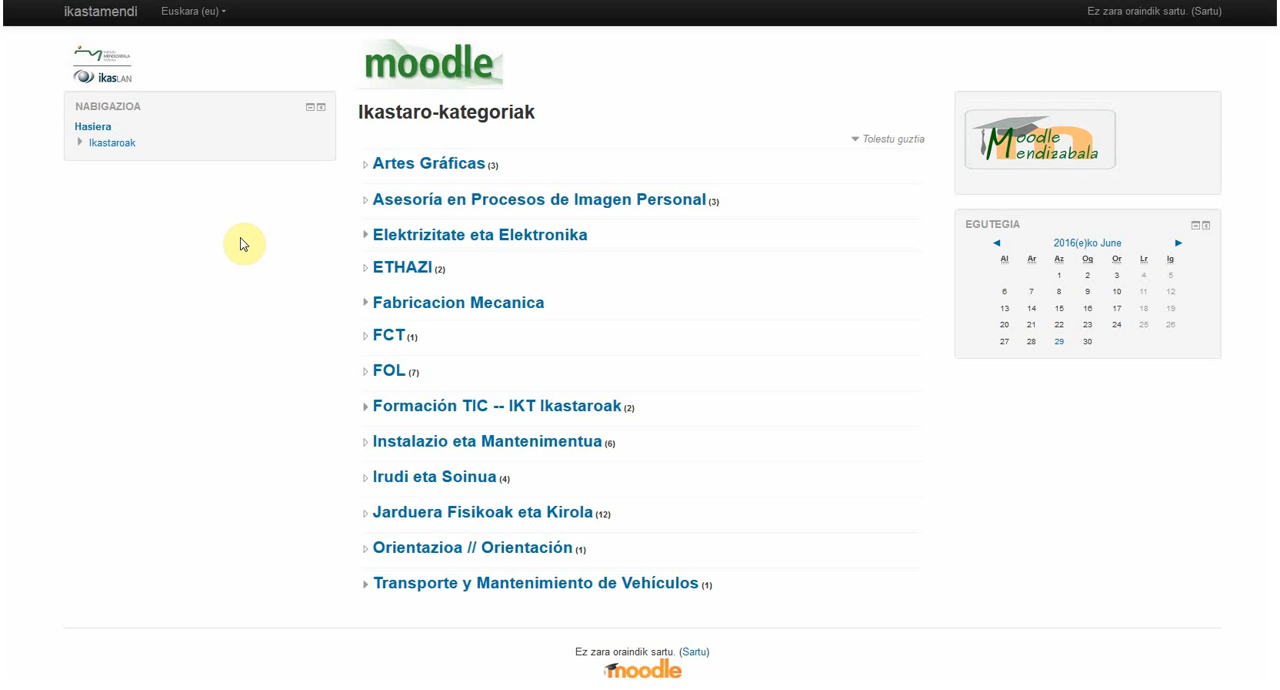 ikastamendi
Euskara (eu)
Ez zara oraindik sartu. (Sartu)
MENDIZABALA
ikasLAN
NABIGAZIOA
Hasiera
Ikastaroak
moodle
Ikastaro-kategoriak
Tolestu guztia
Artes Gráficas (3)
Asesoría en Procesos de Imagen Personal (3)
Elektrizitate eta Elektronika
ETHAZI (2)
Fabricacion Mecanica
FCT (1)
FOL (7)
Formación TIC -- IKT Ikastaroak (2)
Instalazio eta Mantenimentua (6)
Irudi eta Soinua (4)
Jarduera Fisikoak eta Kirola (12)
Orientazioa // Orientación (1)
Transporte y Mantenimiento de Vehículos (1)
Moodle
Mendizabala
EGUTEGIA
2016(e)ko June
Al Ar Az Og Or Lr Ig
1 2 3 4 5
6 7 8 9 10 11 12
13 14 15 16 17 18 19
20 21 22 23 24 25 26
27 28 29 30
Ez zara oraindik sartu. (Sartu)
moodle